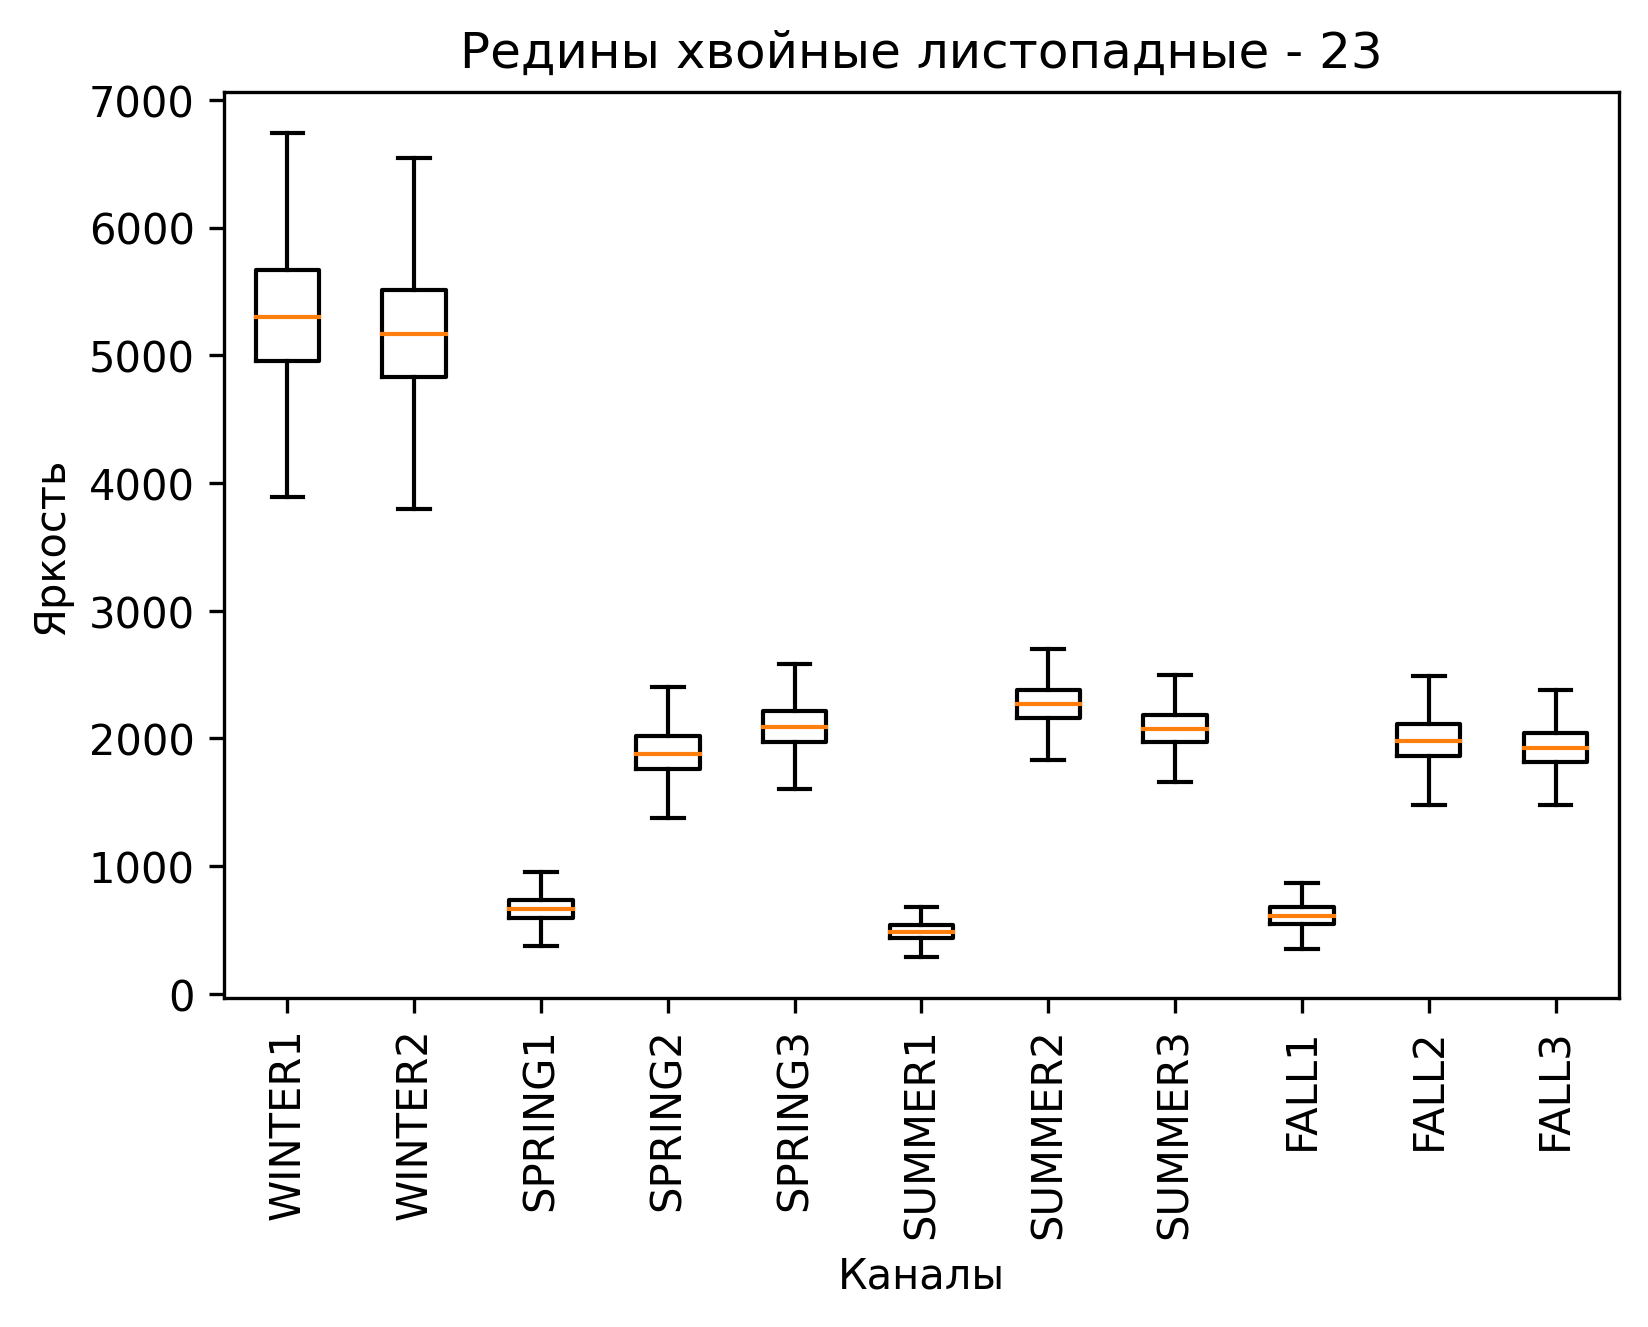 Редины хвойные листопадные - 23
Яркость
7000
6000
5000
4000
3000
2000
1000
0
WINTER1
WINTER2
SPRING1
SPRING2
SPRING3
SUMMER1
SUMMER2
SUMMER3
FALL1
FALL2
FALL3
Каналы